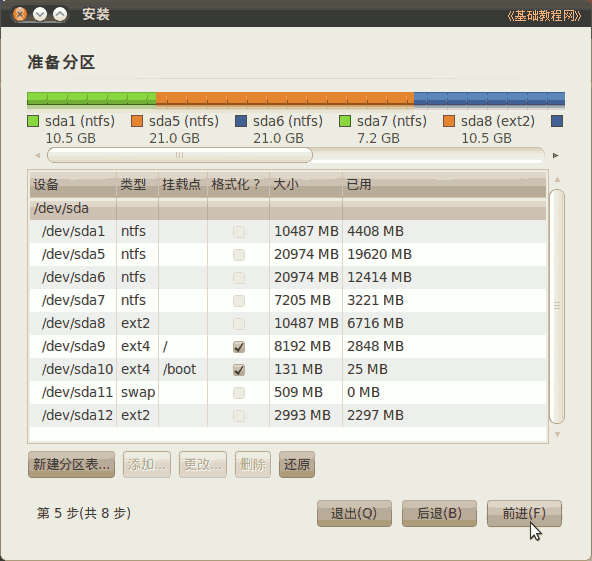 安装 《基础教程网》
准备分区
sda1 (ntfs) sda5 (ntfs) sda6 (ntfs) sda7 (ntfs) sda8 (ext2)
10.5 GB 21.0 GB 21.0 GB 7.2 GB 10.5 GB
设备 类型 挂载点 格式化？ 大小 已用
/dev/sda
/dev/sda1 ntfs 10487 MB 4408 MB
/dev/sda5 ntfs 20974 MB 19620 MB
/dev/sda6 ntfs 20974 MB 12414 MB
/dev/sda7 ntfs 7205 MB 3221 MB
/dev/sda8 ext2 10487 MB 6716 MB
/dev/sda9 ext4 / 8192 MB 2848 MB
/dev/sda10 ext4 /boot 131 MB 25 MB
/dev/sda11 swap 509 MB 0 MB
/dev/sda12 ext2 2993 MB 2297 MB
新建分区表... 添加... 更改... 删除 还原
第 5 步(共 8 步) 退出(Q) 后退(B) 前进(F)